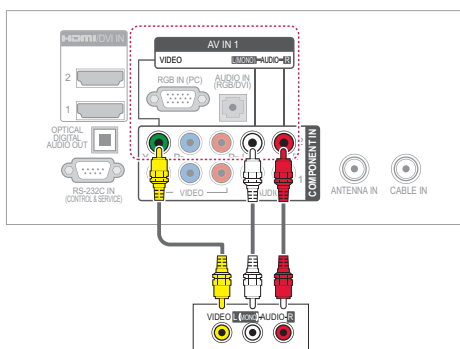 HDMI/DVI IN
AV IN 1
VIDEO L(MONO)-AUDIO-R
2
RGB IN (PC) AUDIO IN
(RGB/DVI)
1
OPTICAL
DIGITAL
AUDIO OUT
COMPONENT IN
RS-232C IN
(CONTROL & SERVICE)
VIDEO
1
ANTENNA IN CABLE IN
VIDEO L(MONO)-AUDIO-R